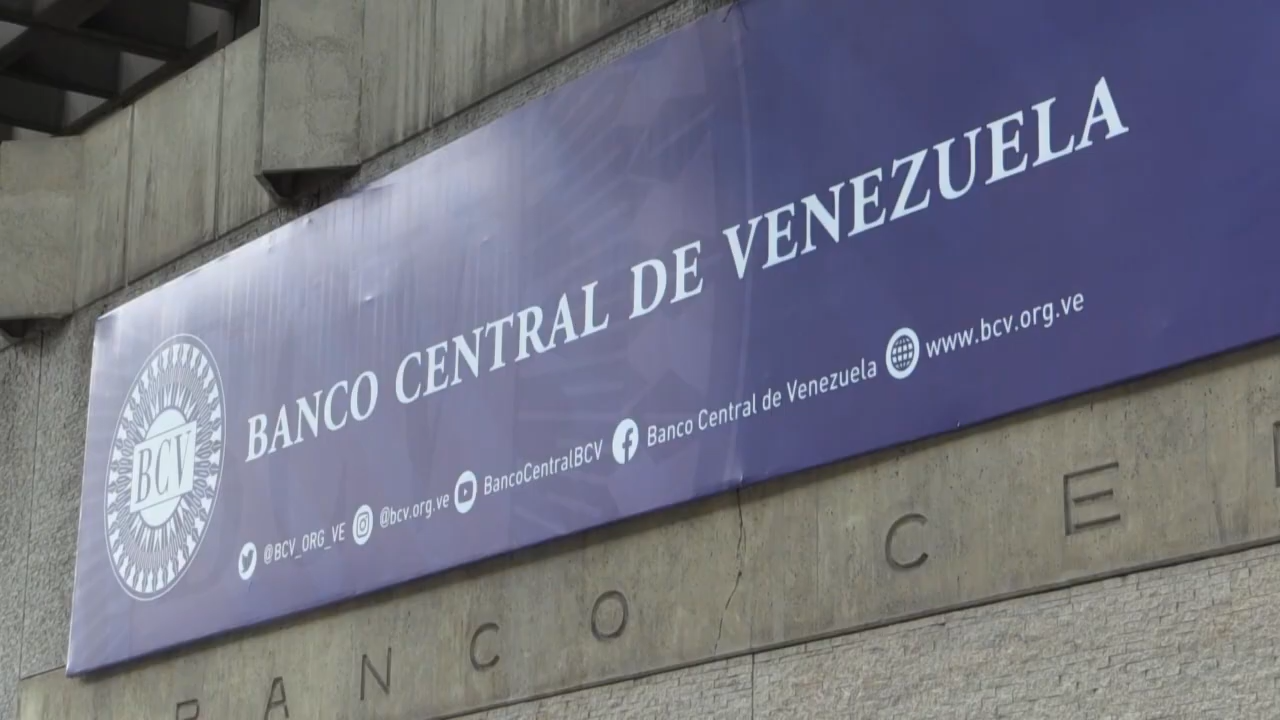 BANCO CENTRAL DE VENEZUELA
BCV
@BCV_ORG_VE @bcv.org.ve BancoCentralBCV Banco Central de Venezuela www.bcv.org.ve
BANCO CE